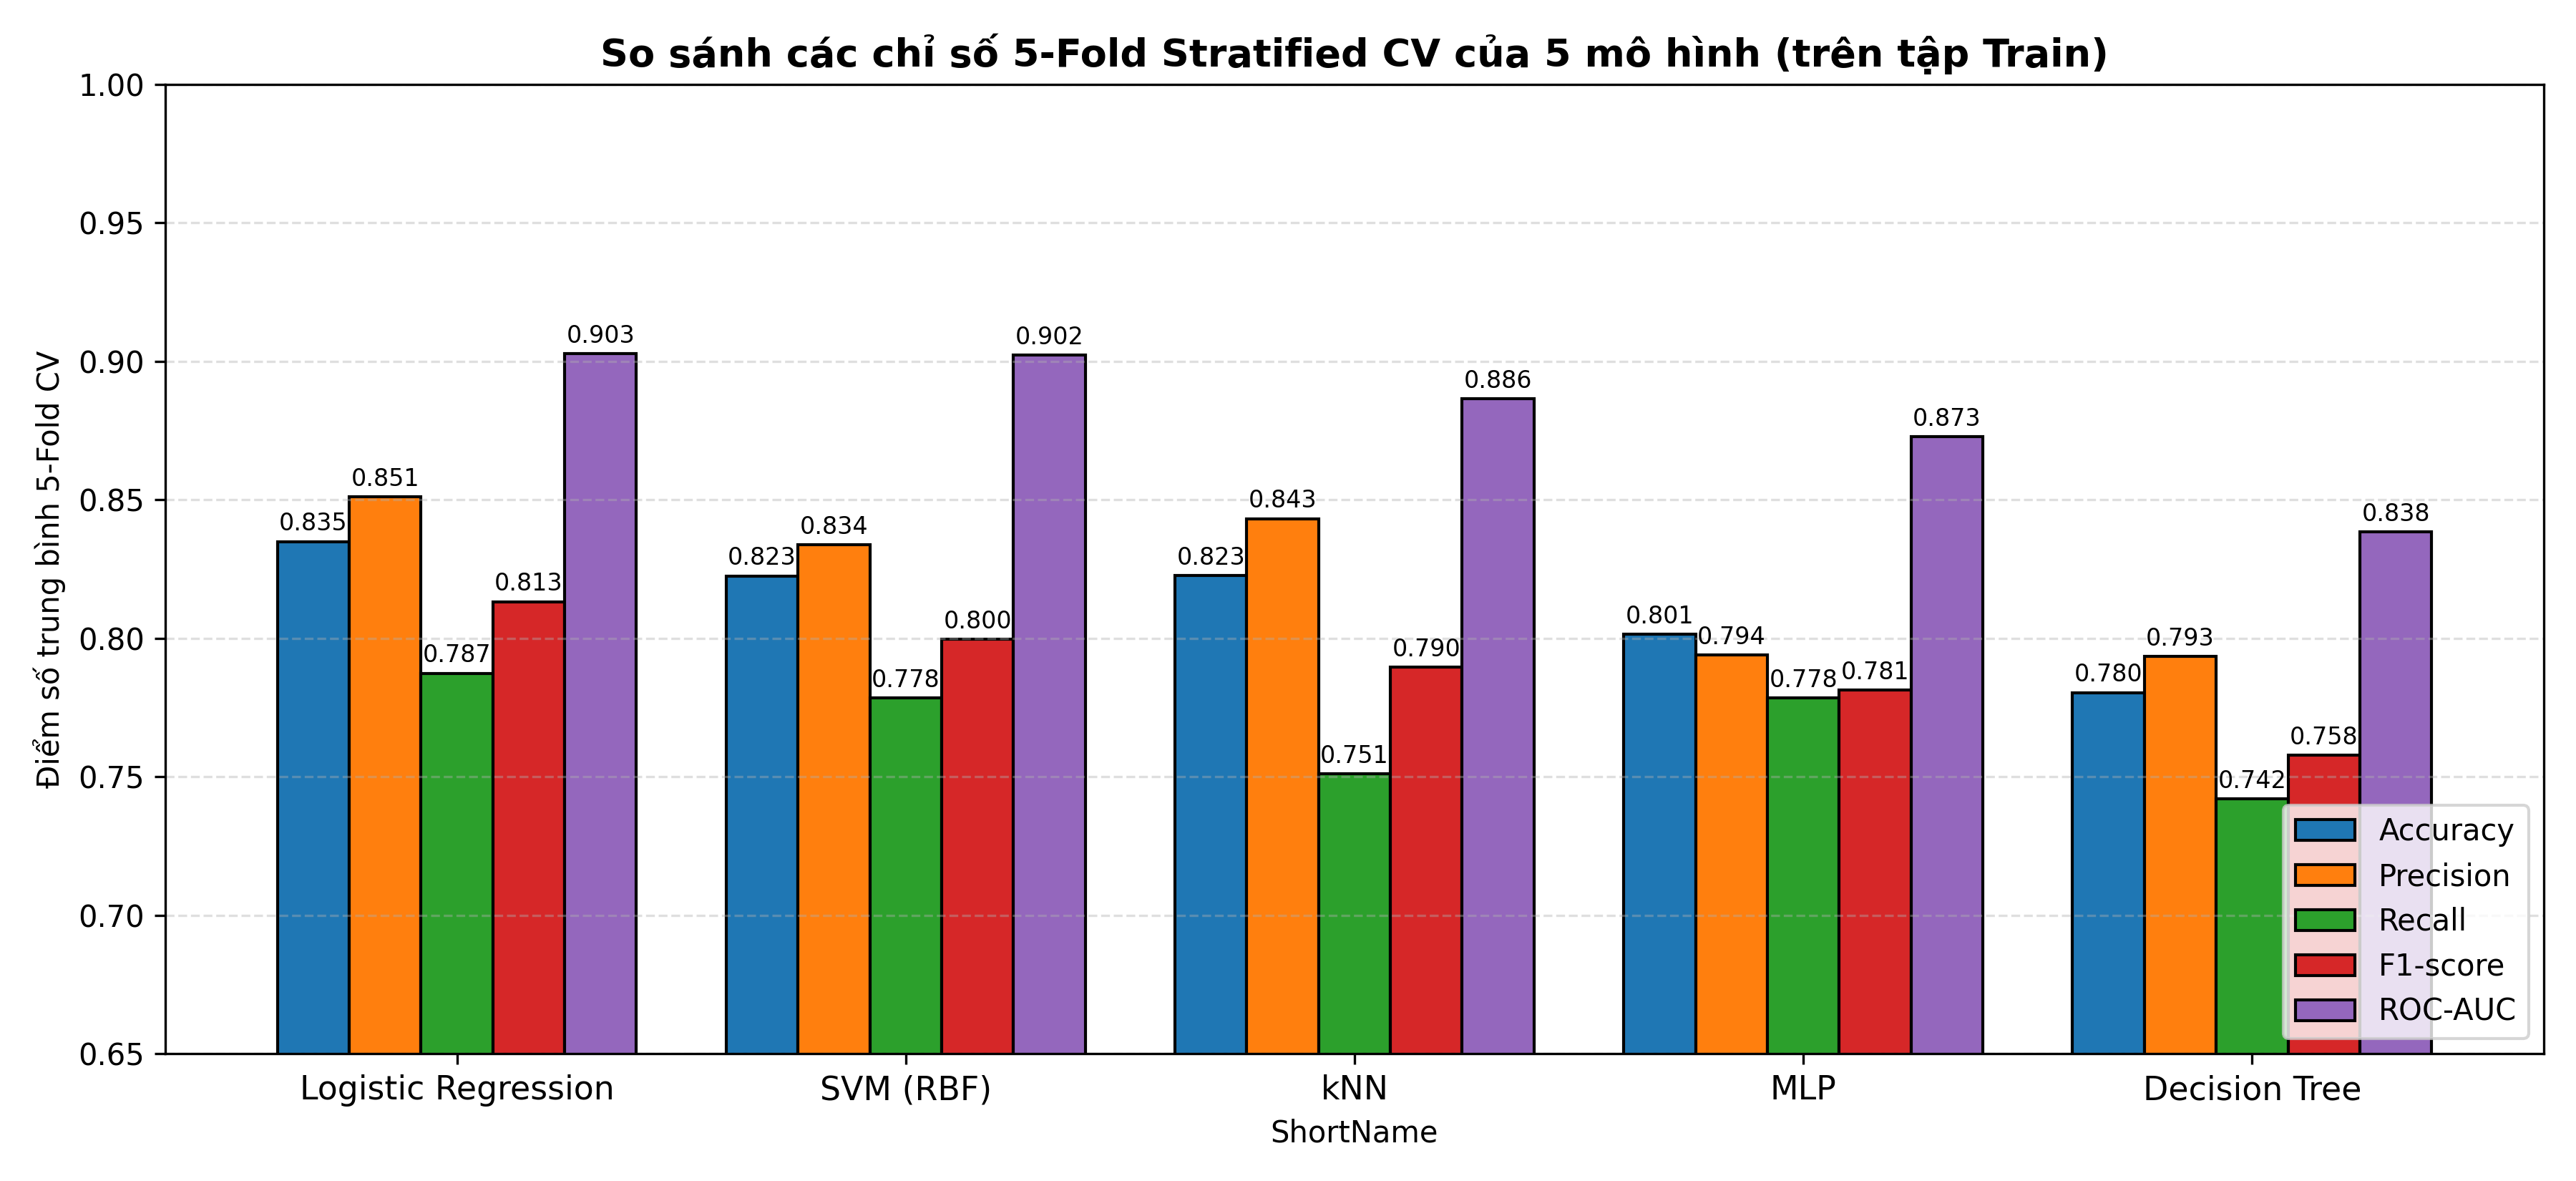 So sánh các chỉ số 5-Fold Stratified CV của 5 mô hình (trên tập Train)
Điểm số trung bình 5-Fold CV
1.00
0.95
0.90
0.85
0.80
0.75
0.70
0.65
0.835
0.851
0.787
0.813
0.903
0.823
0.834
0.778
0.800
0.902
0.823
0.843
0.751
0.790
0.886
0.801
0.794
0.778
0.781
0.873
0.780
0.793
0.742
0.758
0.838
Accuracy
Precision
Recall
F1-score
ROC-AUC
Logistic Regression
SVM (RBF)
kNN
MLP
Decision Tree
ShortName